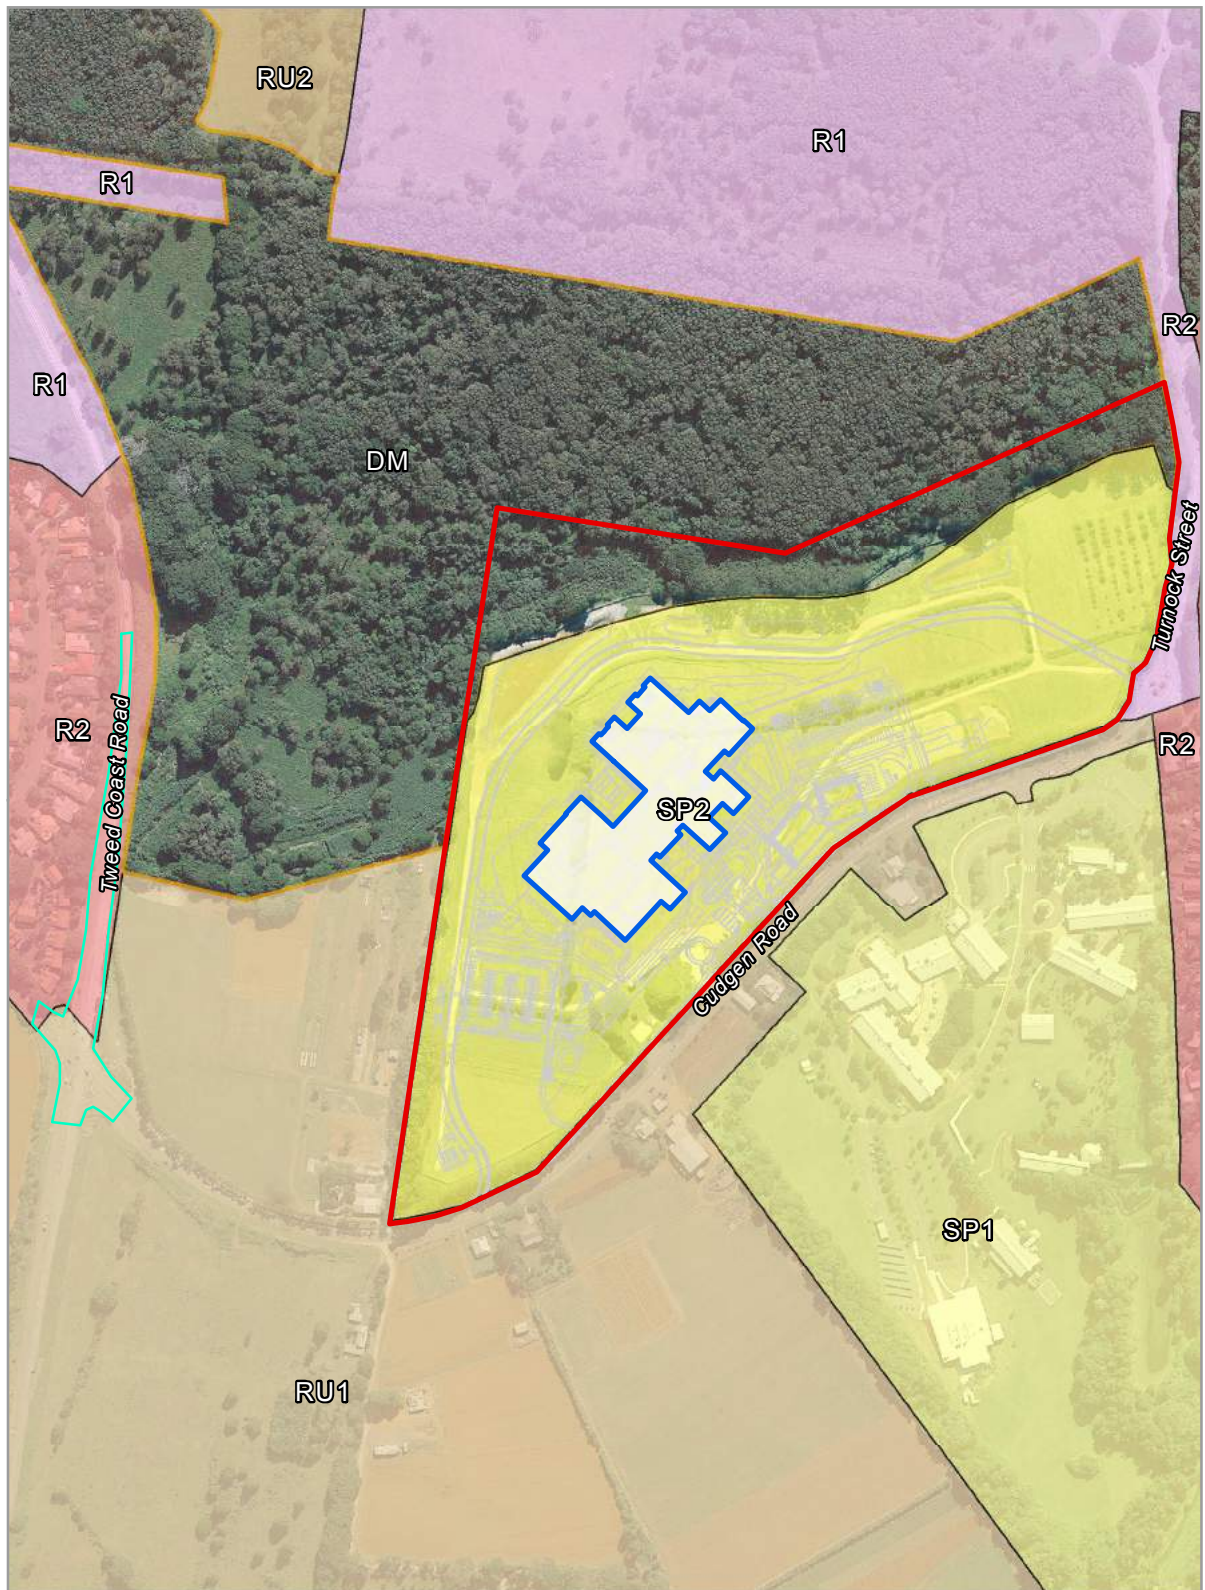 RU2
R1
R1
R2
R1
DM
Turnock Street
SP2
R2
Tweed Coast Road
R2
Cudgen Road
SP1
RU1